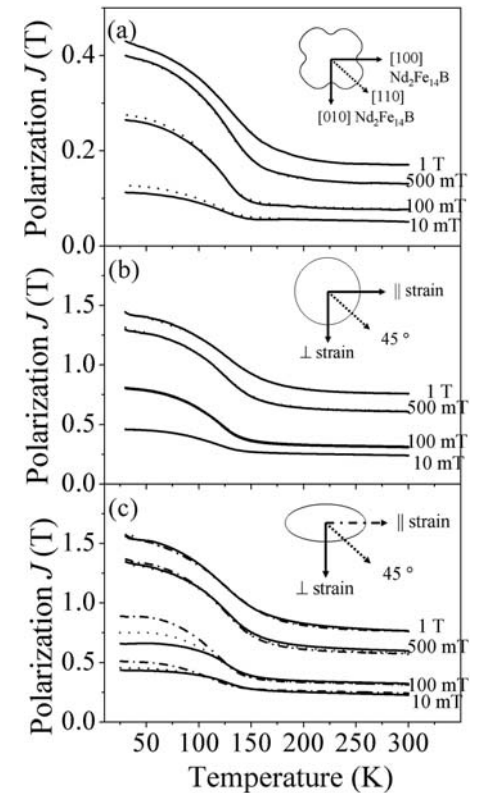 (a)
[100]
Nd₂Fe₁₄B
[110]
[010] Nd₂Fe₁₄B
Polarization J (T)
0.4
0.2
0.0
1 T
500 mT
100 mT
10 mT
(b)
|| strain
45 °
⊥ strain
Polarization J (T)
1.5
1.0
0.5
0.0
1 T
500 mT
100 mT
10 mT
(c)
|| strain
45 °
⊥ strain
Polarization J (T)
1.5
1.0
0.5
0.0
1 T
500 mT
100 mT
10 mT
50 100 150 200 250 300
Temperature (K)